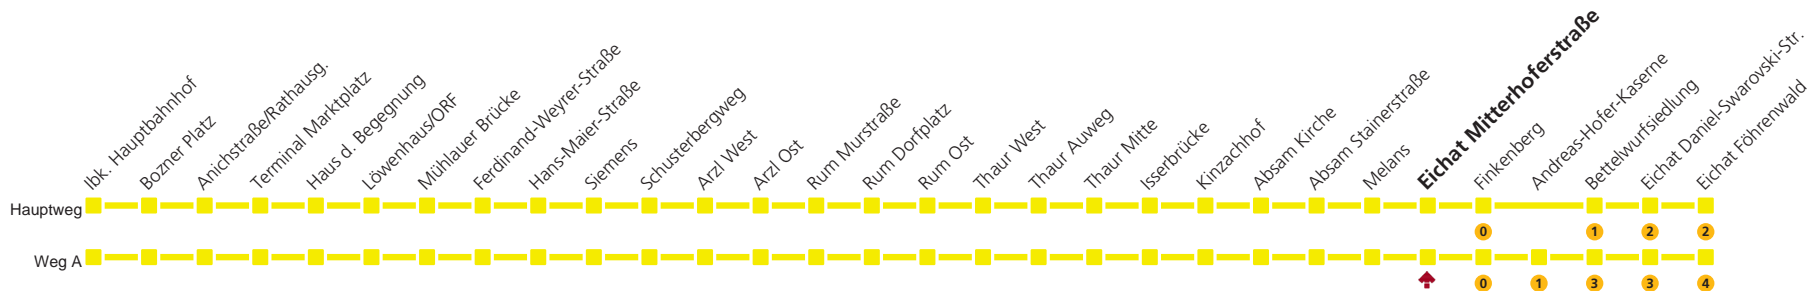 Ibk. Hauptbahnhof
Bozner Platz
Anichstraße/Rathausg.
Terminal Marktplatz
Haus d. Begegnung
Löwenhaus/ORF
Mühlauer Brücke
Ferdinand-Weyrer-Straße
Hans-Maier-Straße
Siemens
Schusterbergweg
Arzl West
Arzl Ost
Rum Murstraße
Rum Dorfplatz
Rum Ost
Thaur West
Thaur Auweg
Thaur Mitte
Isserbrücke
Kinzachhof
Absam Kirche
Absam Stainerstraße
Melans
Eichat Mitterhoferstraße
Finkenberg
Andreas-Hofer-Kaserne
Bettelwurfsiedlung
Eichat Daniel-Swarovski-Str.
Eichat Föhrenwald
Hauptweg
0 1 2 2
Weg A
0 1 3 3 4